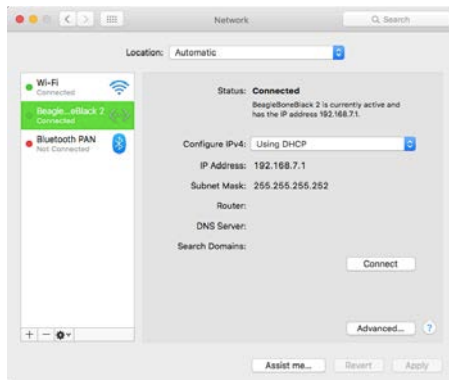 Network
Search
Location: Automatic
Wi-Fi
Connected
Beagle...eBlack 2
Connected
Bluetooth PAN
Not Connected
Status: Connected
BeagleBoneBlack 2 is currently active and
has the IP address 192.168.7.1.
Configure IPv4: Using DHCP
IP Address: 192.168.7.1
Subnet Mask: 255.255.255.252
Router:
DNS Server:
Search Domains:
Connect
Advanced... ?
Assist me... Revert Apply